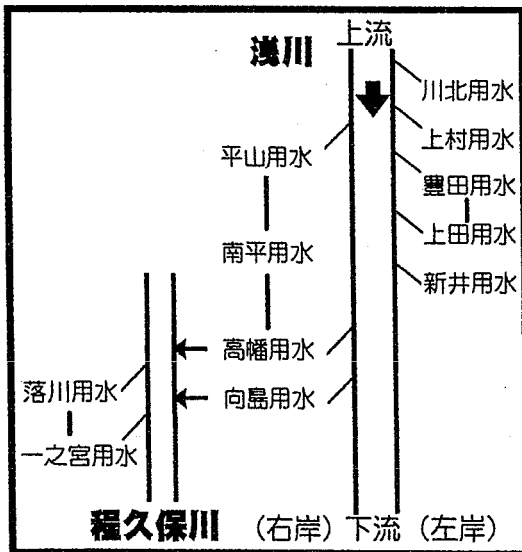 上流
浅川
川北用水
上村用水
平山用水
豊田用水
上田用水
南平用水
新井用水
高幡用水
落川用水
向島用水
一之宮用水
程久保川
（右岸）下流（左岸）